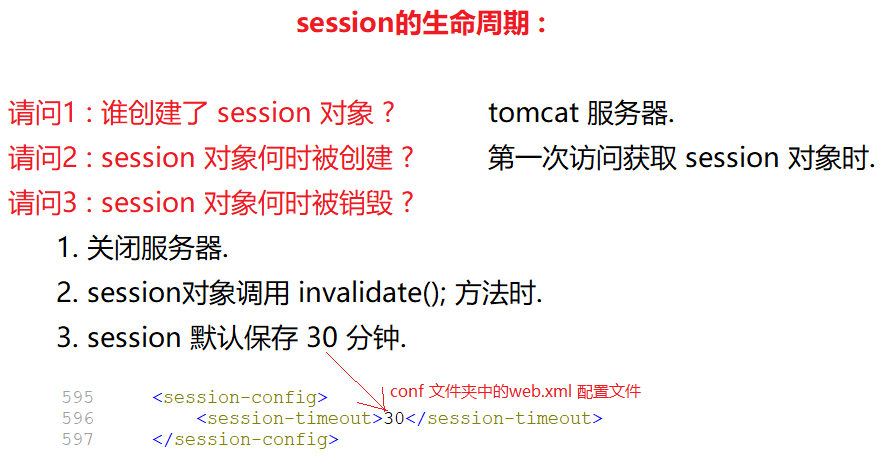 session的生命周期：
请问1：谁创建了 session 对象？ tomcat 服务器.
请问2：session 对象何时被创建？ 第一次访问获取 session 对象时.
请问3：session 对象何时被销毁？
1. 关闭服务器.
2. session对象调用 invalidate(); 方法时.
3. session 默认保存 30 分钟.
conf 文件夹中的web.xml 配置文件
595 <session-config>
596 <session-timeout>30</session-timeout>
597 </session-config>